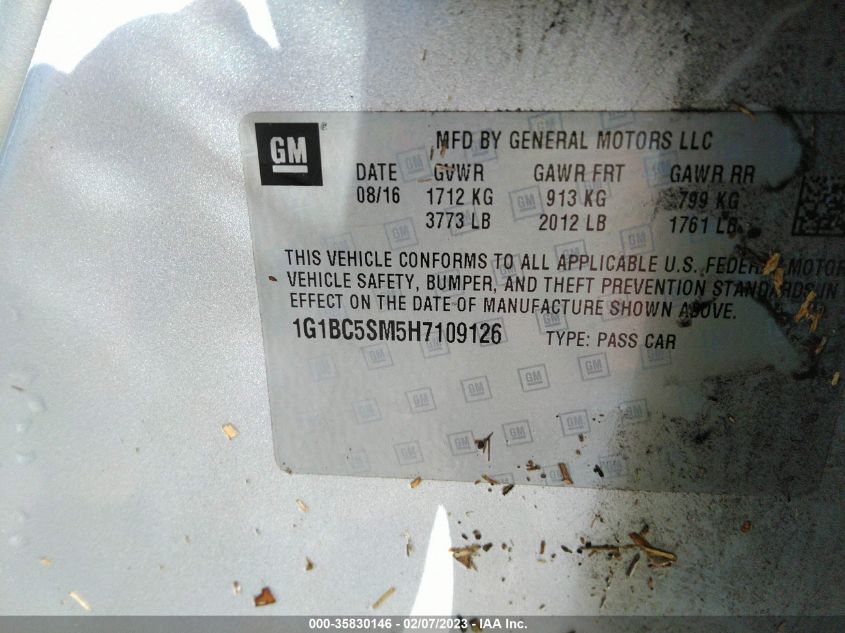 GM
MFD BY GENERAL MOTORS LLC
DATE GVWR GAWR FRT GAWR RR
08/16 1712 KG 913 KG 799 KG
3773 LB 2012 LB 1761 LB
THIS VEHICLE CONFORMS TO ALL APPLICABLE U.S. FEDERAL MOTOR
VEHICLE SAFETY, BUMPER, AND THEFT PREVENTION STANDARDS IN
EFFECT ON THE DATE OF MANUFACTURE SHOWN ABOVE.
1G1BC5SM5H7109126 TYPE: PASS CAR
000-35830146 - 02/07/2023 - IAA Inc.